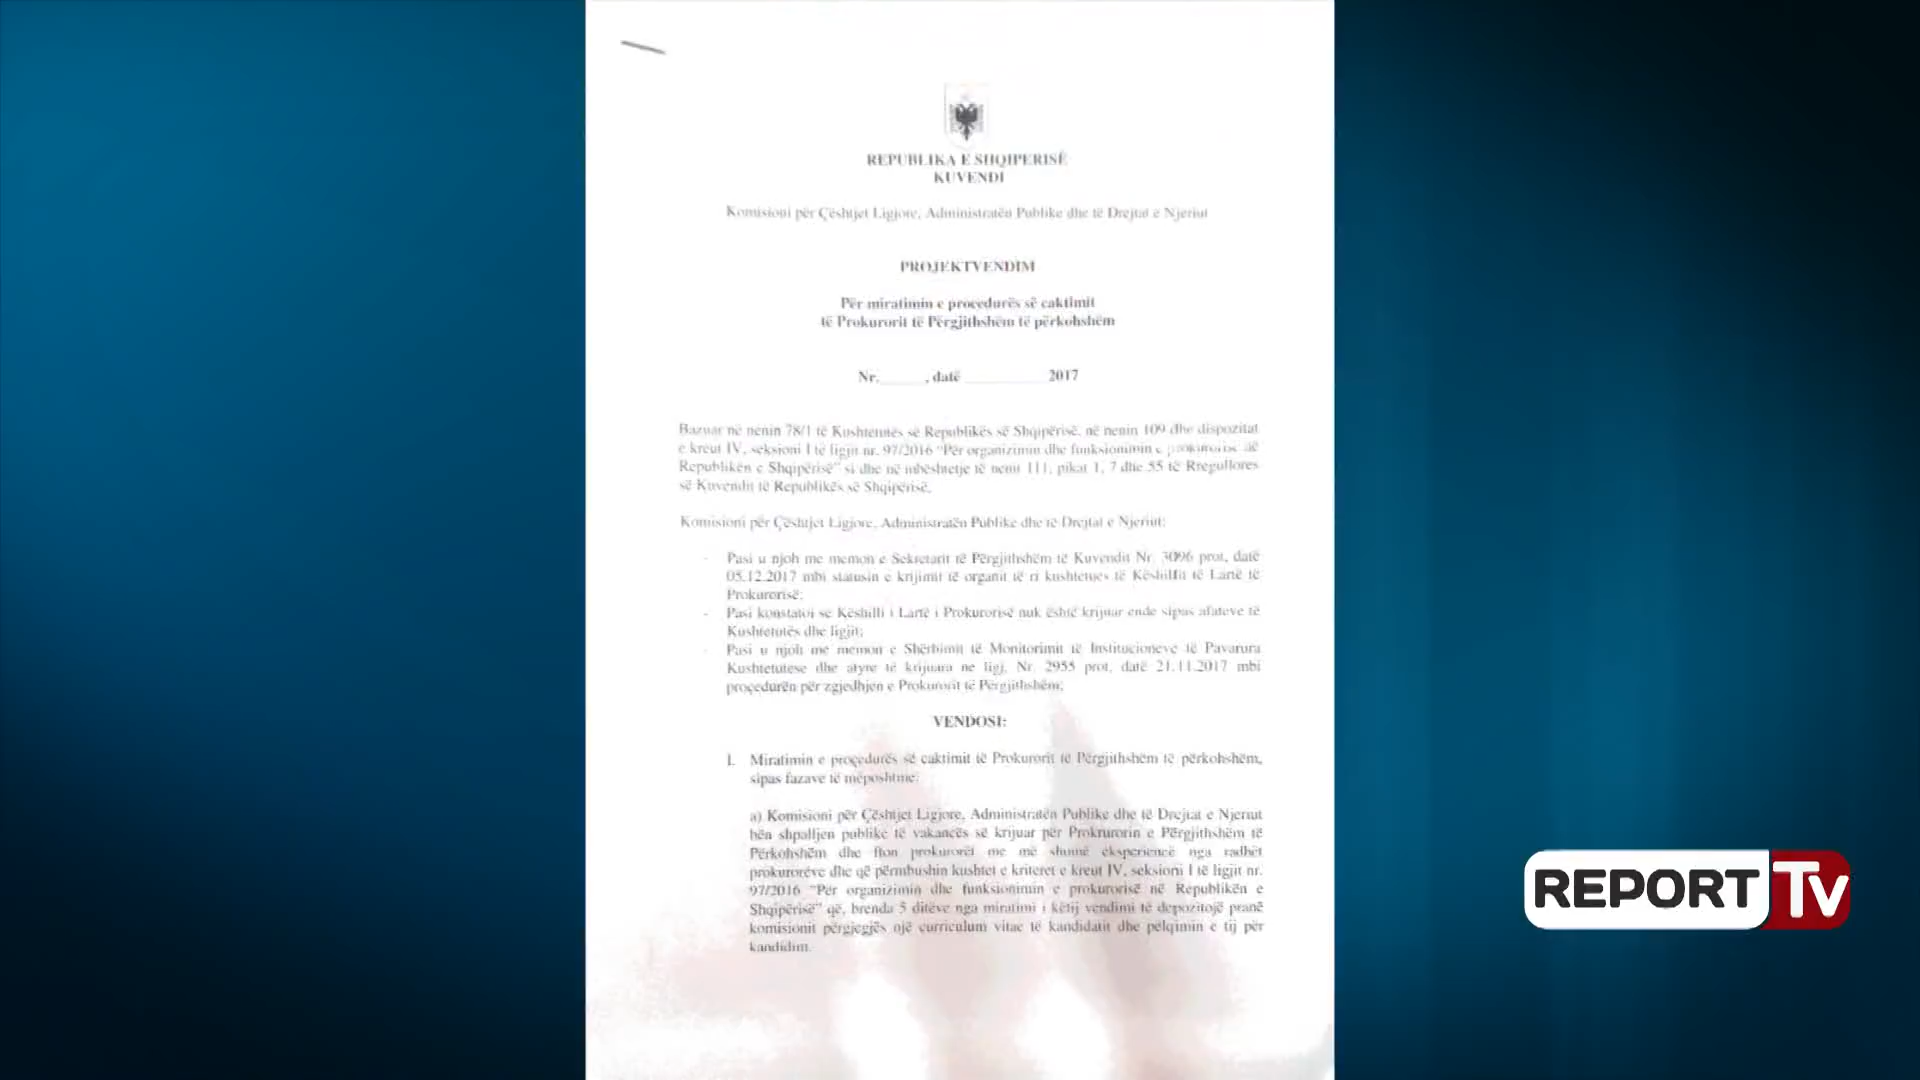 REPUBLIKA E SHQIPERISË
KUVENDI
Komisioni për Çështjet Ligjore, Administratën Publike dhe të Drejtat e Njeriut
PROJEKTVENDIM
Për miratimin e procedurës së caktimit
të Prokurorit të Përgjithshëm të përkohshëm
Nr.______, datë __________ 2017
Bazuar në nenin 78/1 të Kushtetutës së Republikës së Shqipërisë, në nenin 109 dhe dispozitat
e kreut IV, seksioni I të ligjit nr. 97/2016 "Për organizimin dhe funksionimin e prokurorisë në
Republikën e Shqipërisë" si dhe në mbështetje të nenit 111, pikat 1, 7 dhe 55 të Rregullores
së Kuvendit të Republikës së Shqipërisë,
Komisioni për Çështjet Ligjore, Administratën Publike dhe të Drejtat e Njeriut;
- Pasi u njoh me memon e Sekretarit të Përgjithshëm të Kuvendit Nr. 3096 prot, datë
05.12.2017 mbi statusin e krijimit të organit të ri kushtetues të Këshillit të Lartë të
Prokurorisë;
- Pasi konstatoi se Këshilli i Lartë i Prokurorisë nuk është krijuar ende sipas afateve të
Kushtetutës dhe ligjit;
- Pasi u njoh me memon e Shërbimit të Monitorimit të Institucioneve të Pavarura
Kushtetuese dhe atyre të krijuara me ligj, Nr. 2955 prot, datë 21.11.2017 mbi
proçedurën për zgjedhjen e Prokurorit të Përgjithshëm;
VENDOSI:
I. Miratimin e proçedurës së caktimit të Prokurorit të Përgjithshëm të përkohshëm,
sipas fazave të mëposhtme:
a) Komisioni për Çështjet Ligjore, Administratën Publike dhe të Drejtat e Njeriut
bën shpalljen publike të vakancës së krijuar për Prokrurorin e Përgjithshëm të
Përkohshëm dhe fton prokurorët me më shumë eksperiencë nga radhët
prokurorëve dhe që përmbushin kushtet e kriteret e kreut IV, seksioni I të ligjit nr.
97/2016 "Për organizimin dhe funksionimin e prokurorisë në Republikën e
Shqipërisë" që, brenda 5 ditëve nga miratimi i këtij vendimi të depozitojë pranë
komisionit përgjegjës një curriculum vitae të kandidatit dhe pëlqimin e tij për
kandidim.
REPORT Tv